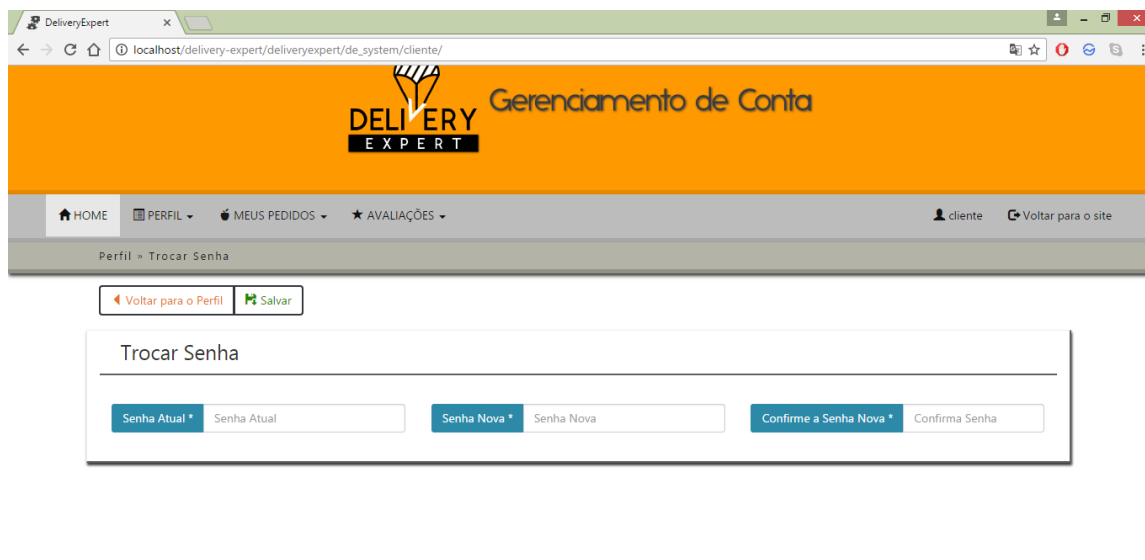 DeliveryExpert
localhost/delivery-expert/deliveryexpert/de_system/cliente/
DELIVERY
EXPERT
Gerenciamento de Conta
HOME PERFIL MEUS PEDIDOS AVALIAÇÕES cliente Voltar para o site
Perfil » Trocar Senha
Voltar para o Perfil Salvar
Trocar Senha
Senha Atual * Senha Atual Senha Nova * Senha Nova Confirme a Senha Nova * Confirma Senha